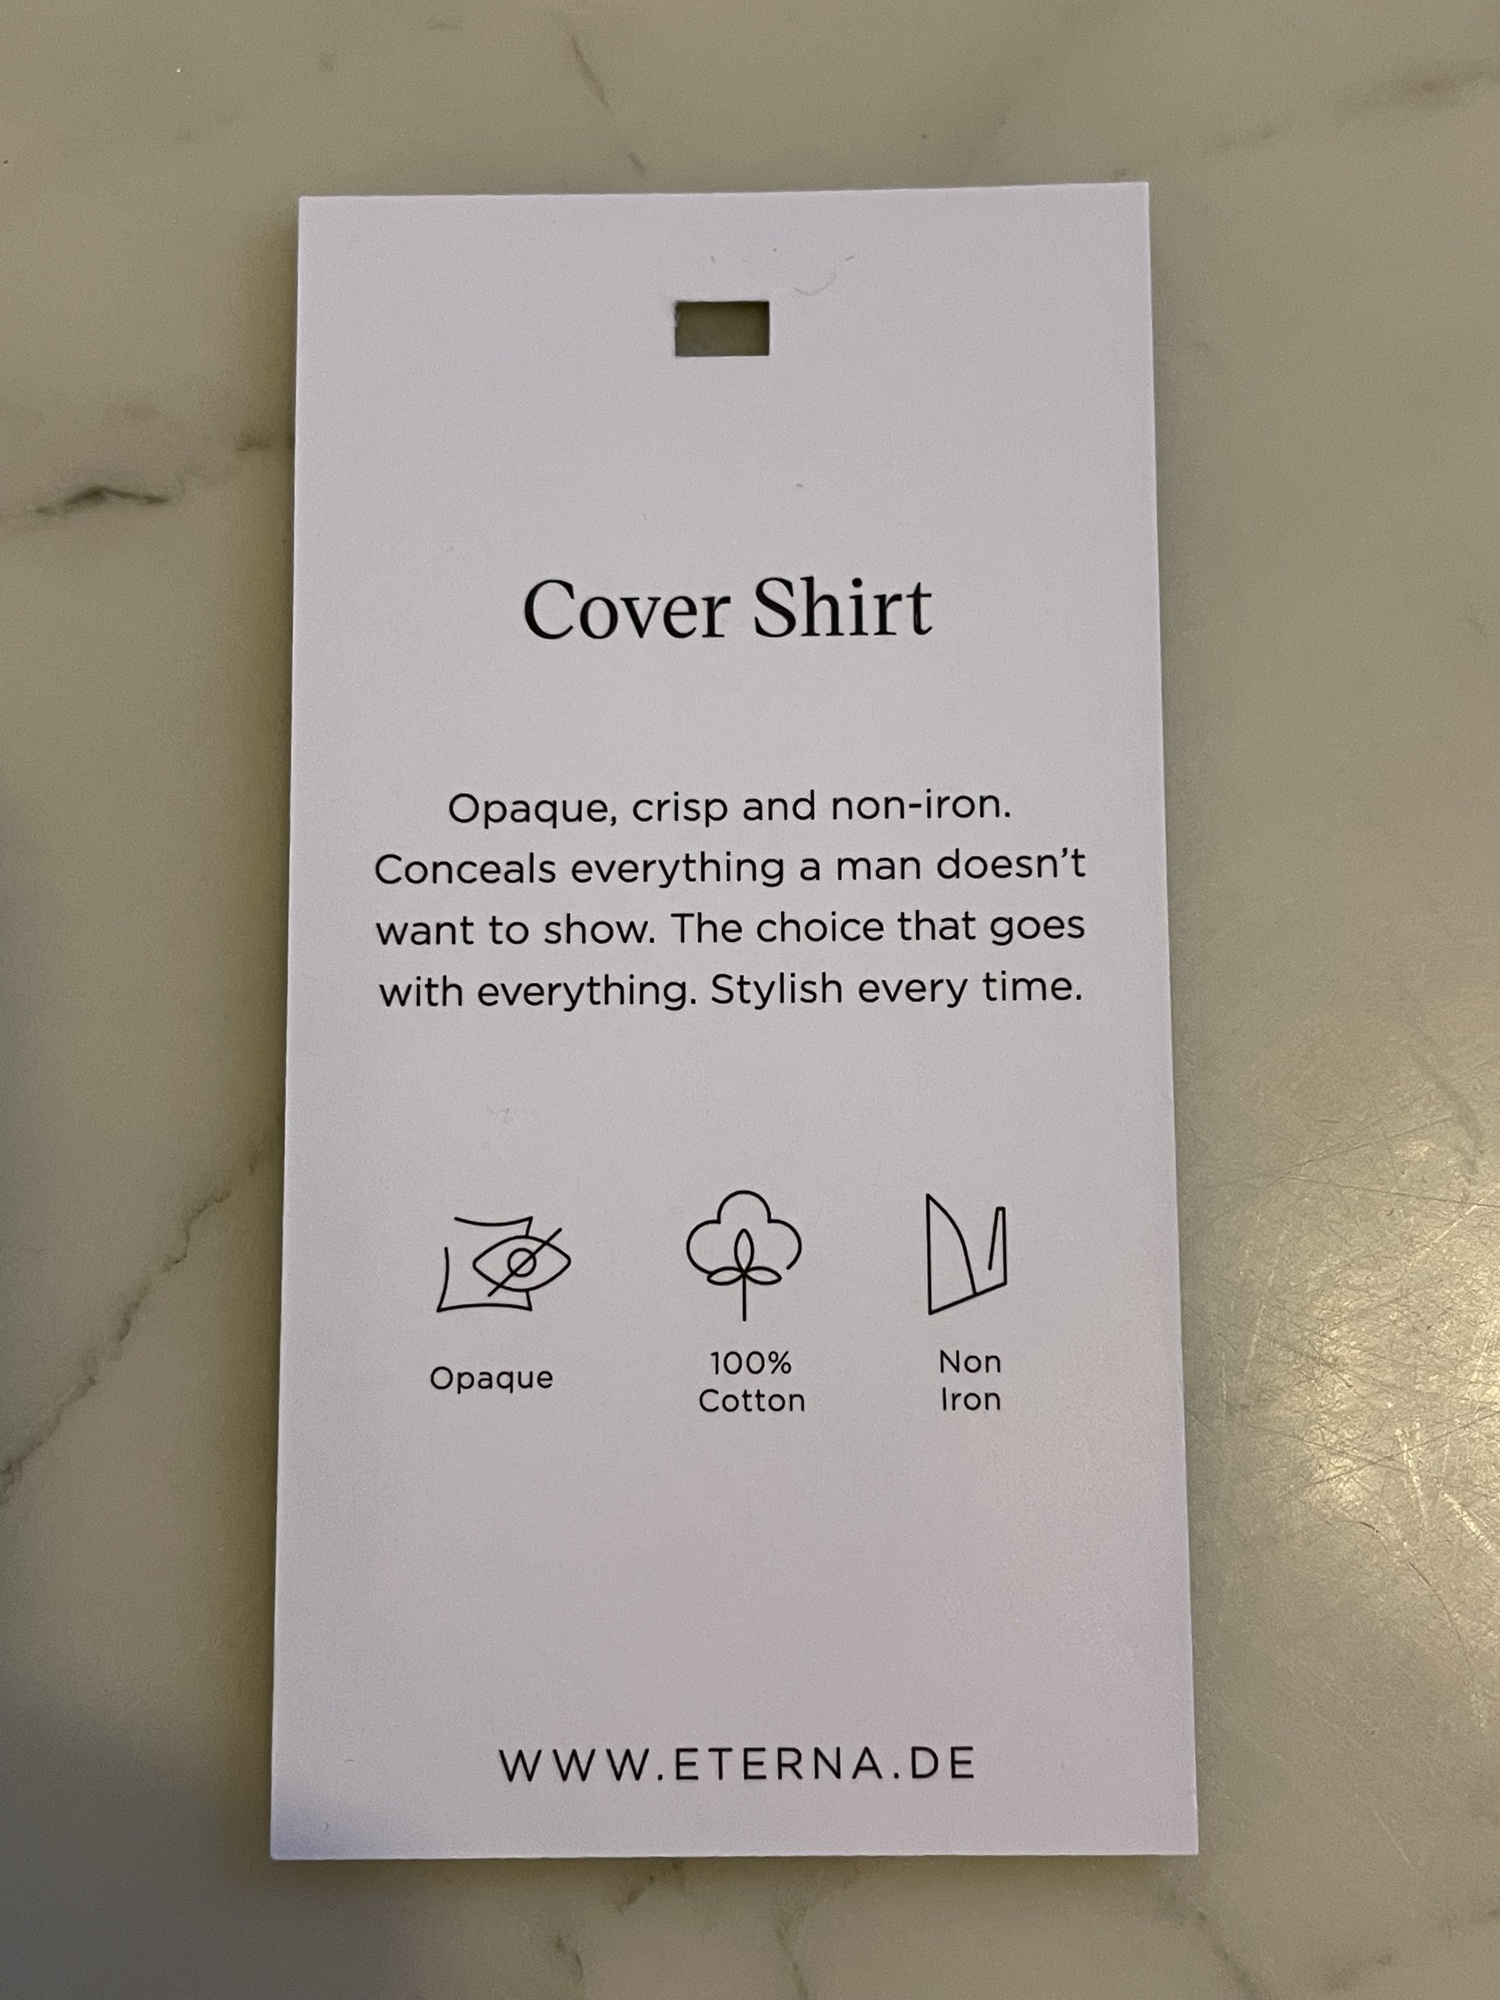 Cover Shirt
Opaque, crisp and non-iron.
Conceals everything a man doesn’t
want to show. The choice that goes
with everything. Stylish every time.
Opaque
100%
Cotton
Non
Iron
WWW.ETERNA.DE